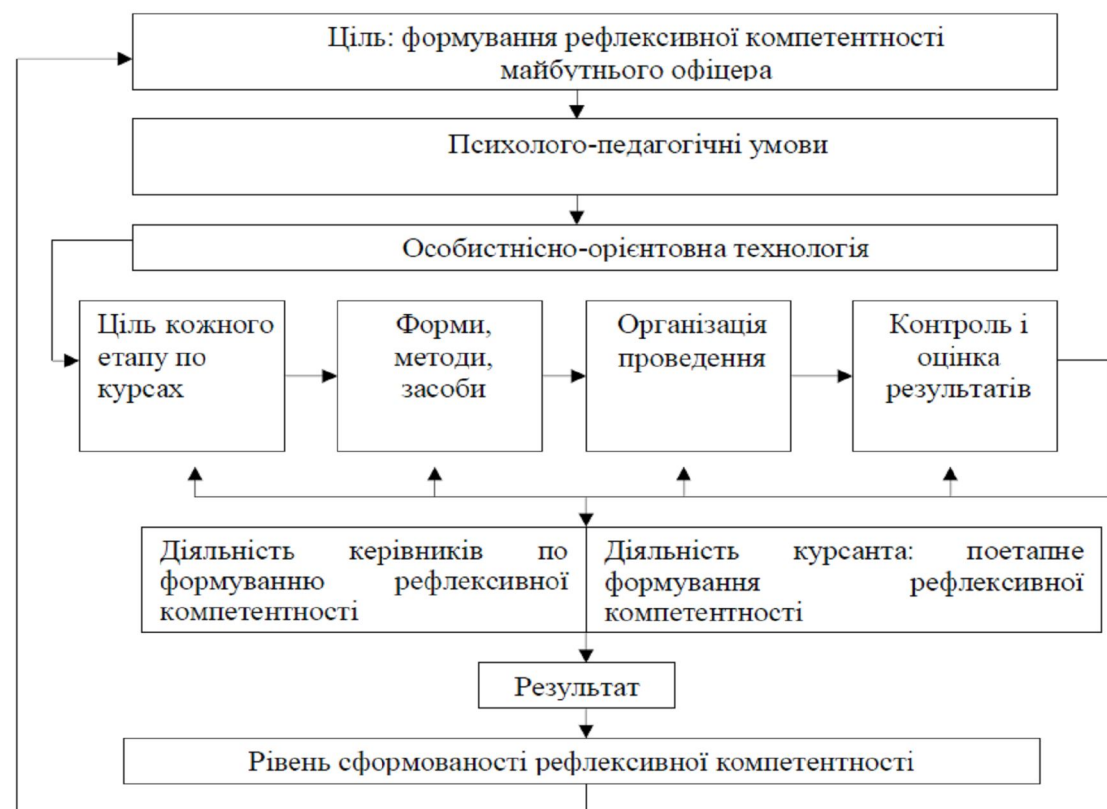 Ціль: формування рефлексивної компетентності
майбутнього офіцера
Психолого-педагогічні умови
Особистнісно-орієнтовна технологія
Ціль кожного
етапу по
курсах
Форми,
методи,
засоби
Організація
проведення
Контроль і
оцінка
результатів
Діяльність керівників по
формуванню рефлексивної
компетентності
Діяльність курсанта: поетапне
формування рефлексивної
компетентності
Результат
Рівень сформованості рефлексивної компетентності